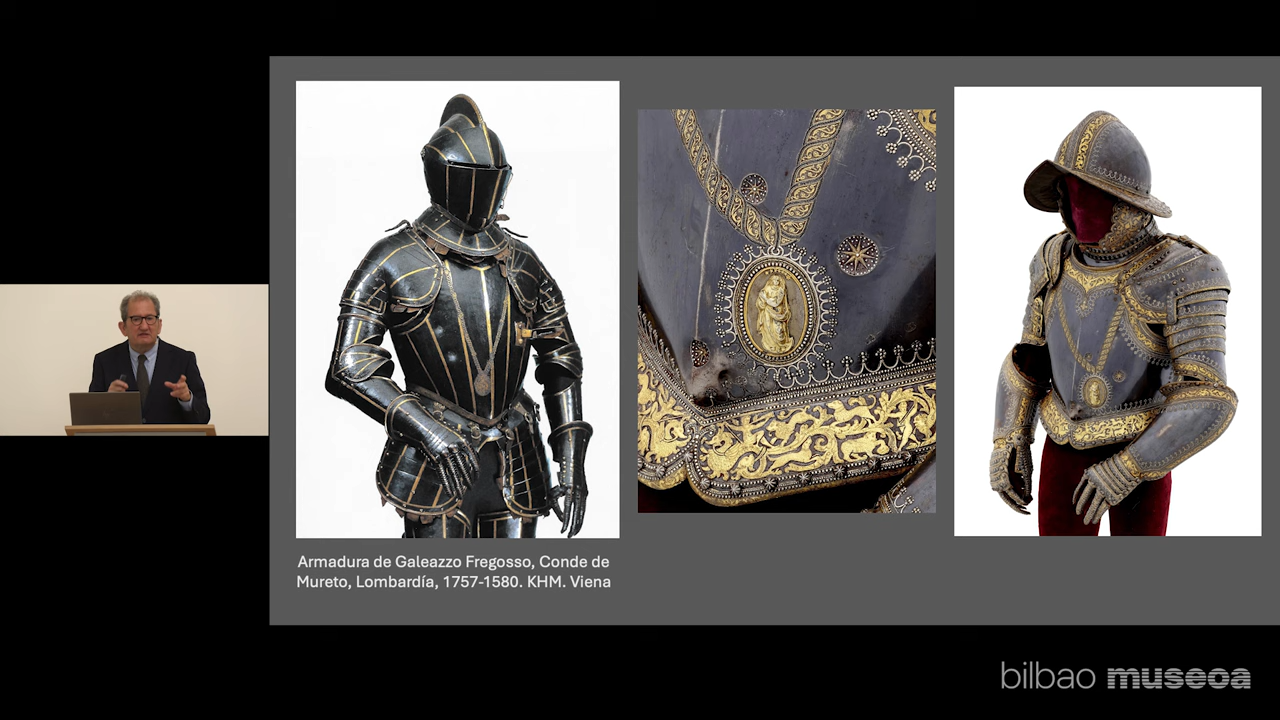 Armadura de Galeazzo Fregosso, Conde de
Mureto, Lombardía, 1757-1580. KHM. Viena
bilbao museoa